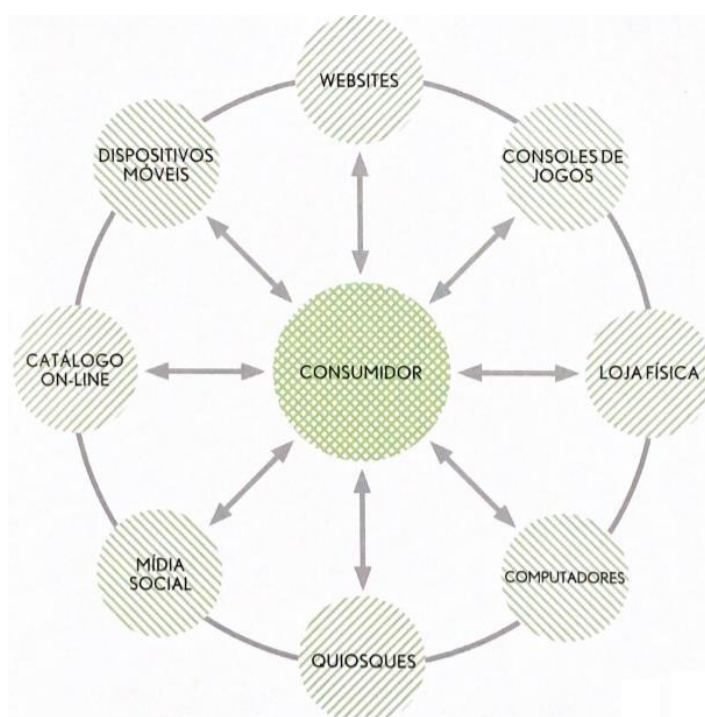 WEBSITES
CONSOLES DE
JOGOS
DISPOSITIVOS
MÓVEIS
CATÁLOGO
ON-LINE
CONSUMIDOR
LOJA FÍSICA
MÍDIA
SOCIAL
COMPUTADORES
QUIOSQUES